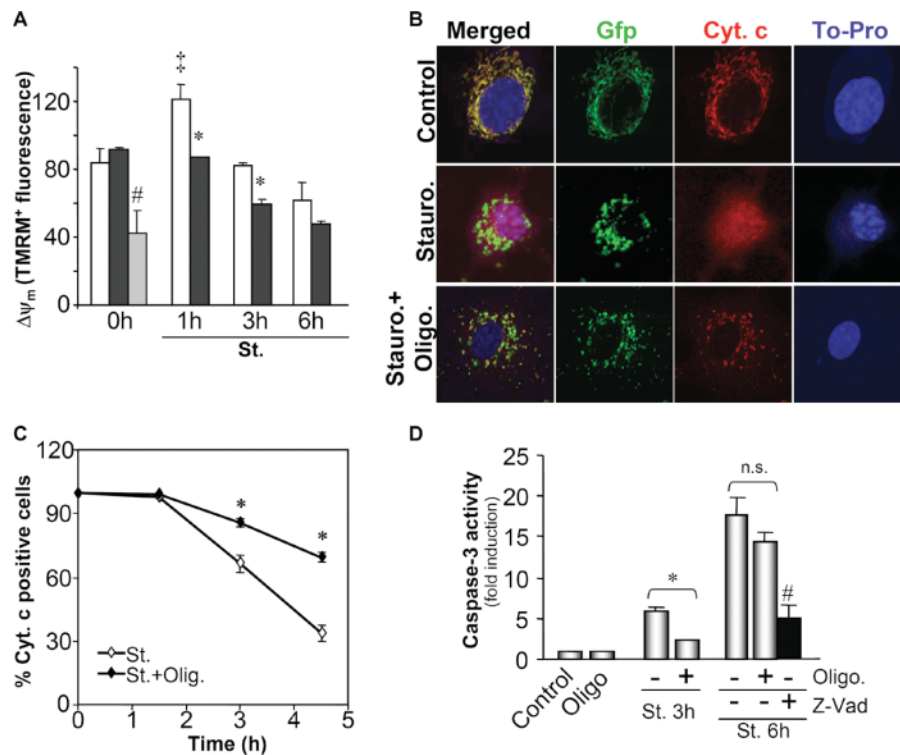 A
ΔΨm (TMRM+ fluorescence)
120
80
40
0
#
‡
*
*
0h 1h 3h 6h
St.
B
Merged Gfp Cyt. c To-Pro
Control
Stauro.
Stauro.+
Oligo.
C
% Cyt. c positive cells
120
90
60
30
0
*
*
St.
St.+Olig.
0 1 2 3 4 5
Time (h)
D
Caspase-3 activity
(fold induction)
25
20
15
10
5
0
n.s.
*
#
Control
Oligo
- + - + - Oligo.
- - + Z-Vad
St. 3h
St. 6h